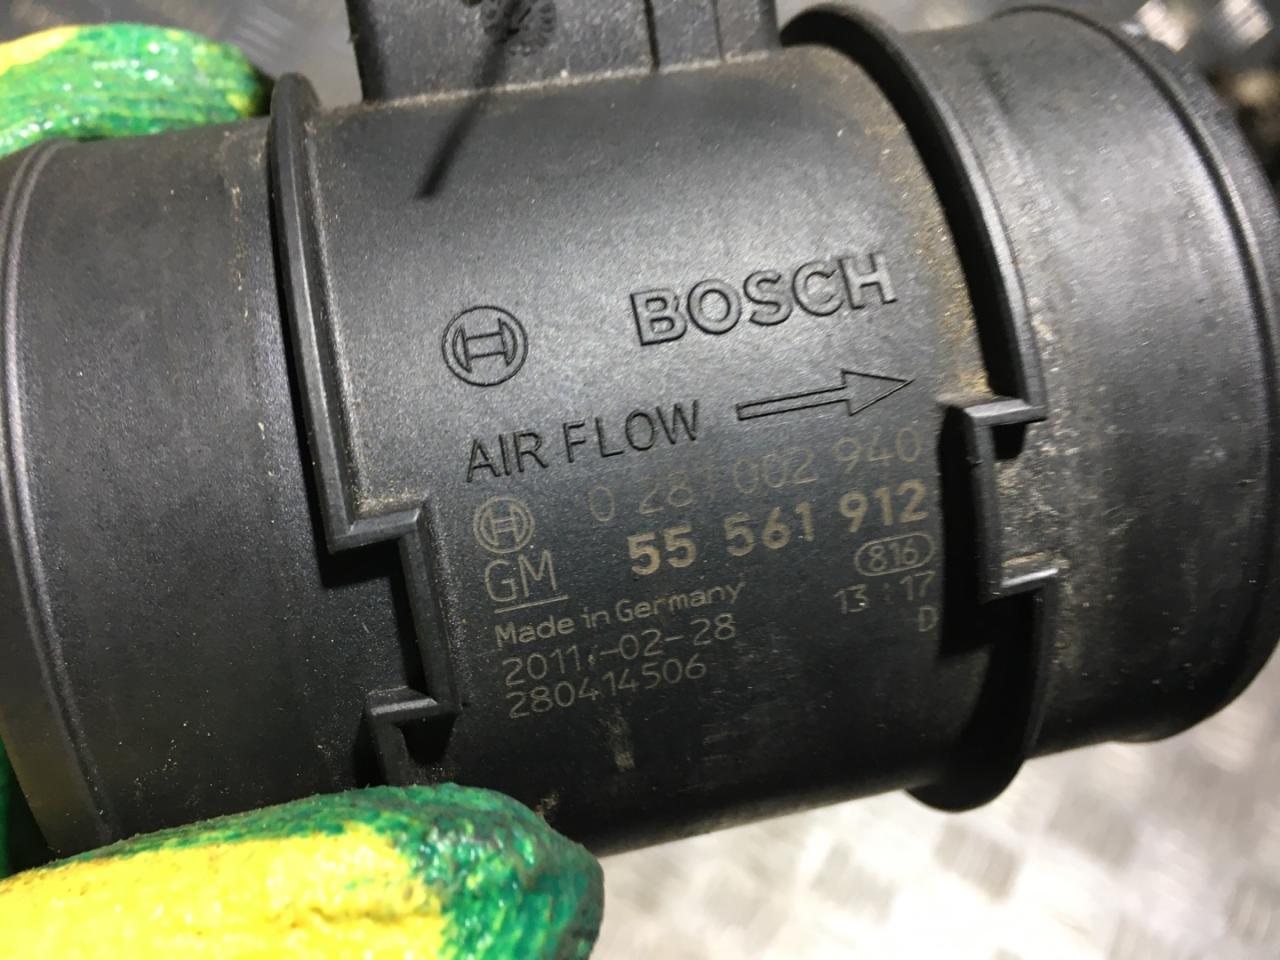 BOSCH
AIR FLOW
0 281 002 940
55 561 912
GM
816
Made in Germany
13:17
2011-02-28
D
280414506